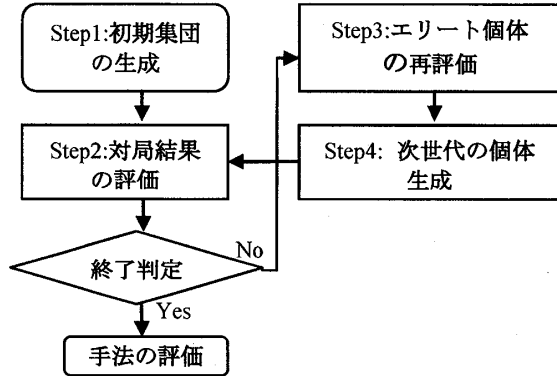 Step1:初期集団
の生成
Step2:対局結果
の評価
終了判定
No
Yes
手法の評価
Step3:エリート個体
の再評価
Step4: 次世代の個体
生成